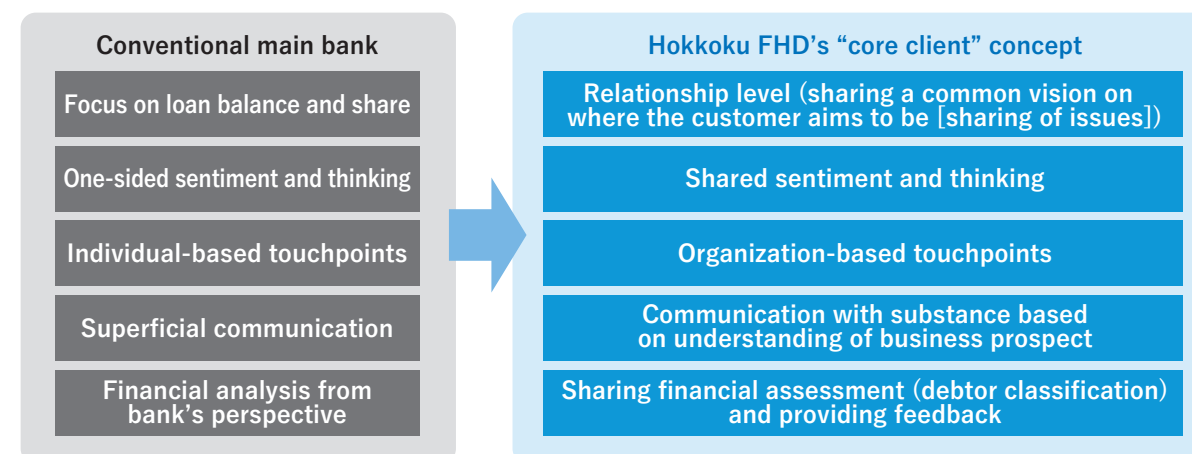 Conventional main bank
Focus on loan balance and share
One-sided sentiment and thinking
Individual-based touchpoints
Superficial communication
Financial analysis from
bank’s perspective
Hokkoku FHD’s “core client” concept
Relationship level (sharing a common vision on
where the customer aims to be [sharing of issues])
Shared sentiment and thinking
Organization-based touchpoints
Communication with substance based
on understanding of business prospect
Sharing financial assessment (debtor classification)
and providing feedback